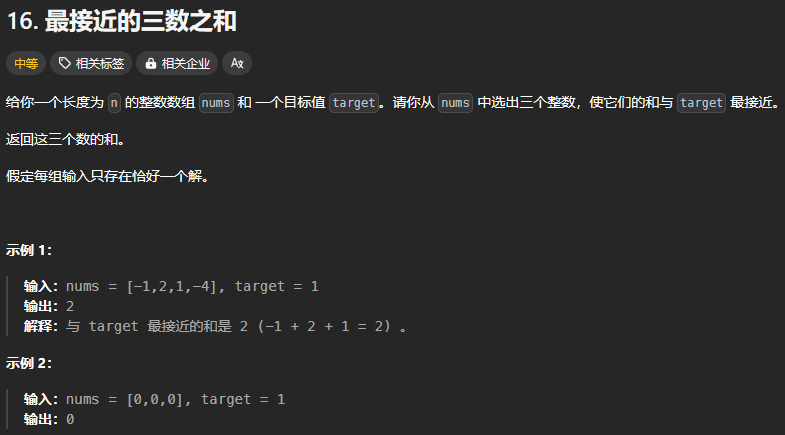 16. 最接近的三数之和
中等 相关标签 相关企业 Aあ
给你一个长度为 n 的整数数组 nums 和 一个目标值 target。请你从 nums 中选出三个整数，使它们的和与 target 最接近。
返回这三个数的和。
假定每组输入只存在恰好一个解。
示例 1：
输入：nums = [-1,2,1,-4], target = 1
输出：2
解释：与 target 最接近的和是 2 (-1 + 2 + 1 = 2) 。
示例 2：
输入：nums = [0,0,0], target = 1
输出：0